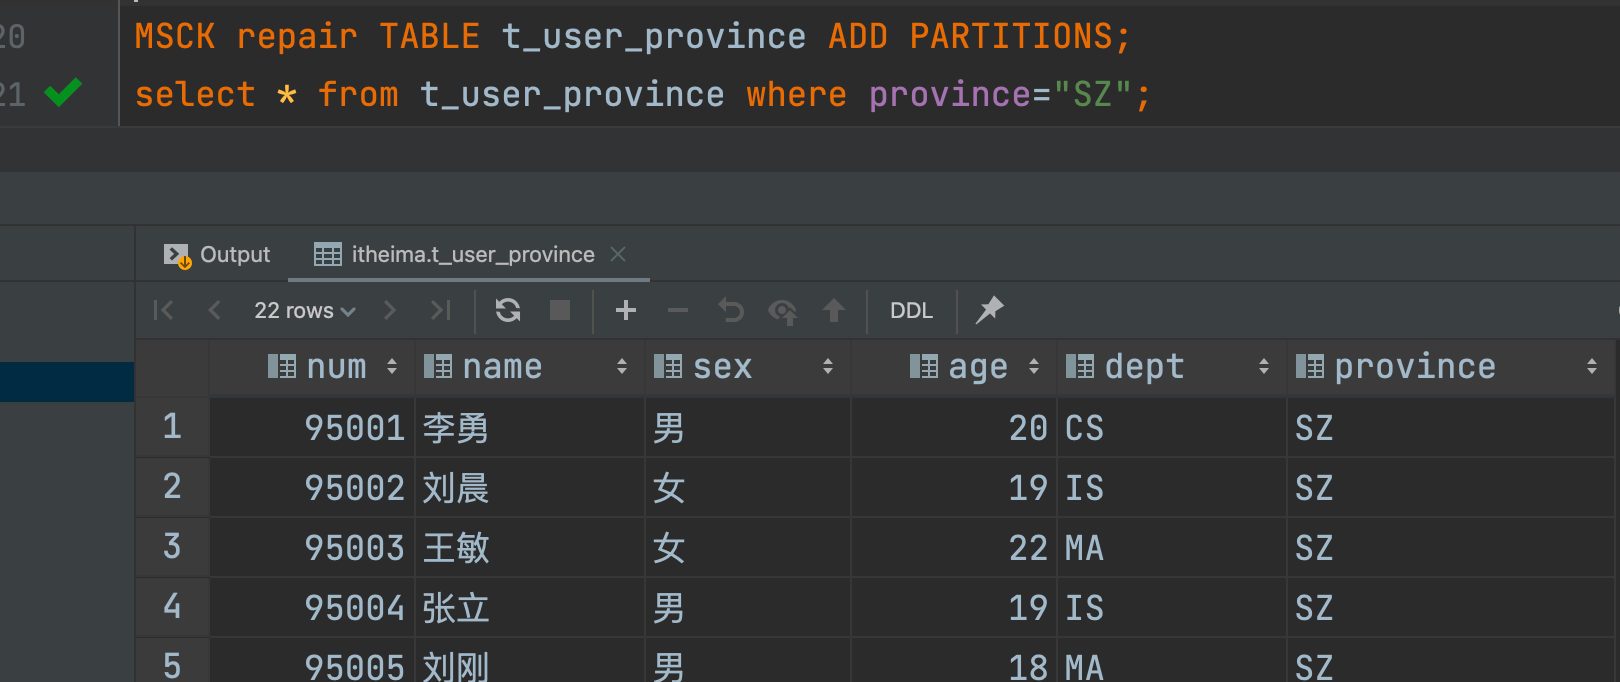 20 MSCK repair TABLE t_user_province ADD PARTITIONS;
21 select * from t_user_province where province="SZ";
Output itheima.t_user_province
22 rows DDL
num name sex age dept province
1 95001 李勇 男 20 CS SZ
2 95002 刘晨 女 19 IS SZ
3 95003 王敏 女 22 MA SZ
4 95004 张立 男 19 IS SZ
5 95005 刘刚 男 18 MA SZ